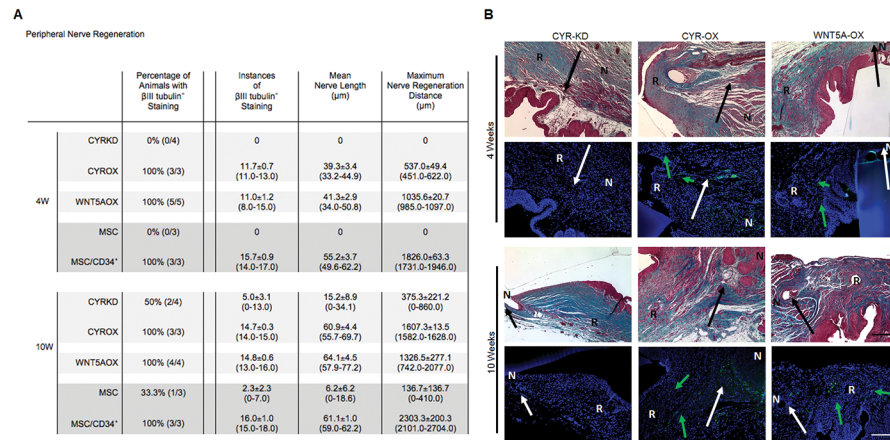 A
Peripheral Nerve Regeneration
Percentage of Animals with βIII tubulin⁺ Staining
Instances of βIII tubulin⁺ Staining
Mean Nerve Length (µm)
Maximum Nerve Regeneration Distance (µm)
4W
CYRKD 0% (0/4) 0 0 0
CYROX 100% (3/3) 11.7±0.7 39.3±3.4 537.0±49.4
(11.0-13.0) (33.2-44.9) (451.0-622.0)
WNT5AOX 100% (5/5) 11.0±1.2 41.3±2.9 1035.6±20.7
(8.0-15.0) (34.0-50.8) (985.0-1097.0)
MSC 0% (0/3) 0 0 0
MSC/CD34⁺ 100% (3/3) 15.7±0.9 55.2±3.7 1826.0±63.3
(14.0-17.0) (49.6-62.2) (1731.0-1946.0)
10W
CYRKD 50% (2/4) 5.0±3.1 15.2±8.9 375.3±221.2
(0-13.0) (0-34.1) (0-860.0)
CYROX 100% (3/3) 14.7±0.3 60.9±4.4 1607.3±13.5
(14.0-15.0) (55.7-69.7) (1582.0-1628.0)
WNT5AOX 100% (4/4) 14.8±0.6 64.1±4.5 1326.5±277.1
(13.0-16.0) (57.9-77.2) (742.0-2077.0)
MSC 33.3% (1/3) 2.3±2.3 6.2±6.2 136.7±136.7
(0-7.0) (0-18.6) (0-410.0)
MSC/CD34⁺ 100% (3/3) 16.0±1.0 61.1±1.0 2303.3±200.3
(15.0-18.0) (59.0-62.2) (2101.0-2704.0)
B
CYR-KD CYR-OX WNT5A-OX
4 Weeks
R N R N R N
R N R N R N
10 Weeks
N R R N N R
N R R N N R